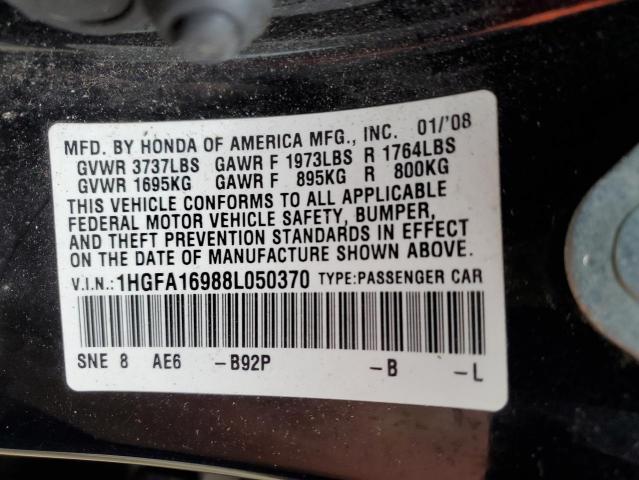 MFD. BY HONDA OF AMERICA MFG., INC. 01/'08
GVWR 3737LBS GAWR F 1973LBS R 1764LBS
GVWR 1695KG GAWR F 895KG R 800KG
THIS VEHICLE CONFORMS TO ALL APPLICABLE
FEDERAL MOTOR VEHICLE SAFETY, BUMPER,
AND THEFT PREVENTION STANDARDS IN EFFECT
ON THE DATE OF MANUFACTURE SHOWN ABOVE.
V.I.N.:1HGFA16988L050370 TYPE:PASSENGER CAR
SNE 8 AE6 -B92P -B -L